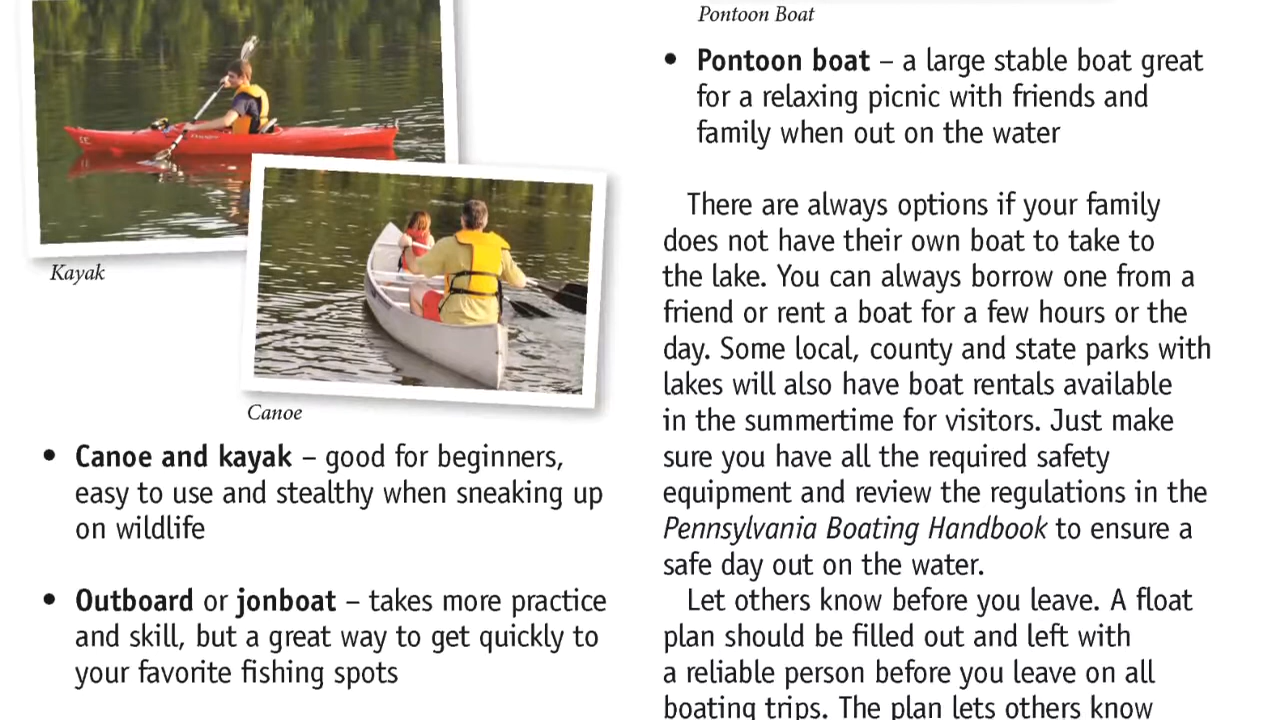 Kayak
Canoe
• Canoe and kayak – good for beginners,
easy to use and stealthy when sneaking up
on wildlife
• Outboard or jonboat – takes more practice
and skill, but a great way to get quickly to
your favorite fishing spots
Pontoon Boat
• Pontoon boat – a large stable boat great
for a relaxing picnic with friends and
family when out on the water
There are always options if your family
does not have their own boat to take to
the lake. You can always borrow one from a
friend or rent a boat for a few hours or the
day. Some local, county and state parks with
lakes will also have boat rentals available
in the summertime for visitors. Just make
sure you have all the required safety
equipment and review the regulations in the
Pennsylvania Boating Handbook to ensure a
safe day out on the water.
Let others know before you leave. A float
plan should be filled out and left with
a reliable person before you leave on all
boating trips. The plan lets others know